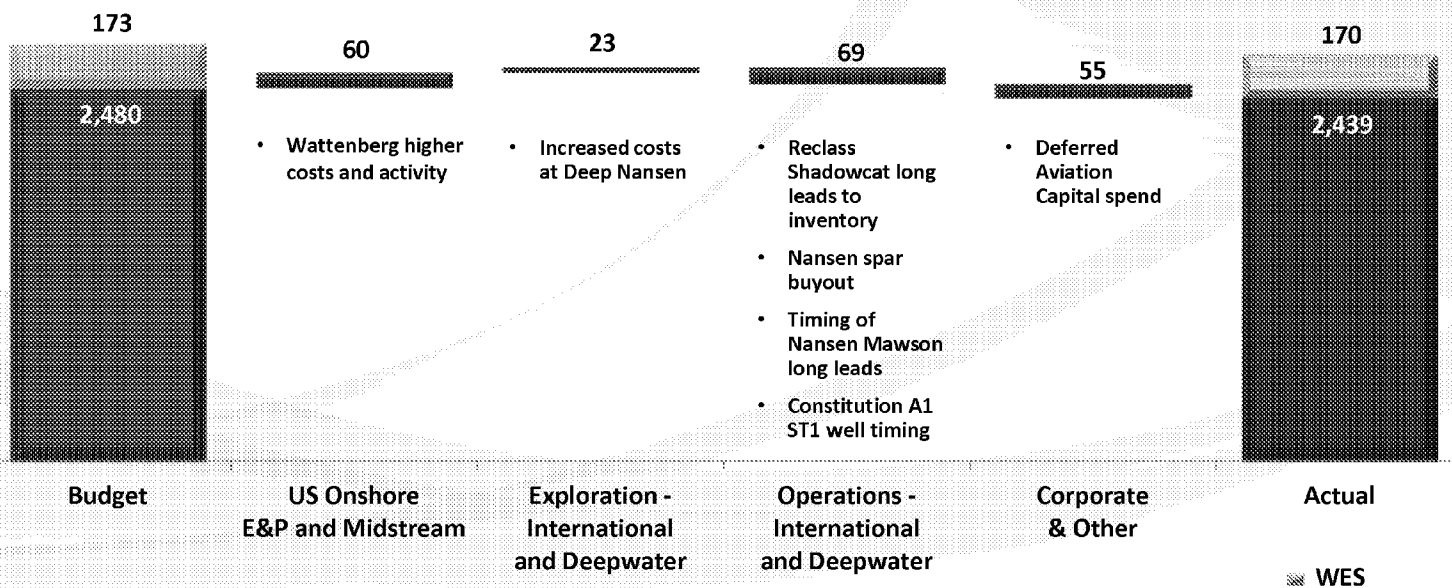 173
2,480
60
• Wattenberg higher
costs and activity
23
• Increased costs
at Deep Nansen
69
• Reclass
Shadowcat long
leads to
inventory
• Nansen spar
buyout
• Timing of
Nansen Mawson
long leads
• Constitution A1
ST1 well timing
55
• Deferred
Aviation
Capital spend
170
2,439
Budget
US Onshore
E&P and Midstream
Exploration -
International
and Deepwater
Operations -
International
and Deepwater
Corporate
& Other
Actual
WES